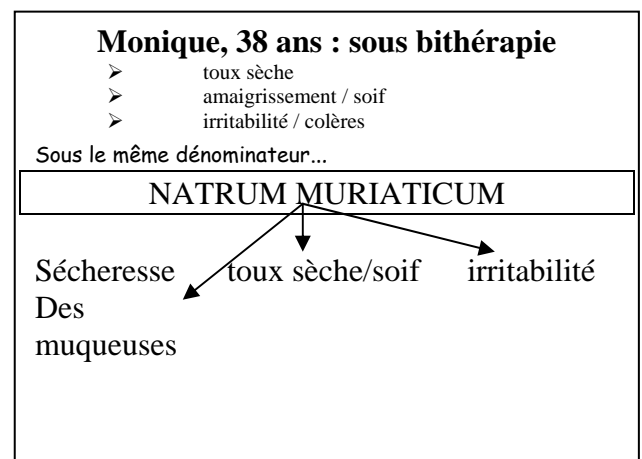 Monique, 38 ans : sous bithérapie
➢ toux sèche
➢ amaigrissement / soif
➢ irritabilité / colères
Sous le même dénominateur...
NATRUM MURIATICUM
Sécheresse toux sèche/soif irritabilité
Des
muqueuses